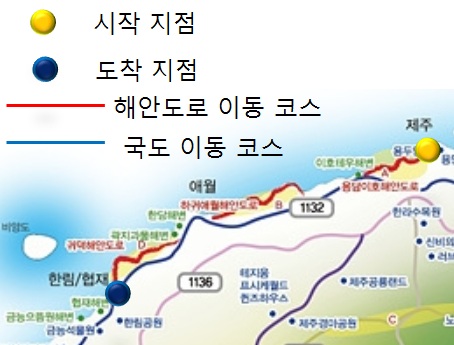 시작 지점
도착 지점
해안도로 이동 코스
국도 이동 코스
제주
용두
이호테우해변
A
용담이호해안도로
애월
하귀애월해안도로
B
1132
한담해변
곽지과물해변
한라수목원
비양도
귀덕해안도로
D
신비의
러브
한림/협재
1136
테지움
프시케월드
퀸즈하우스
제주공룡랜드
협재해변
금능으뜸원해변
금능석물원
한림공원
제주경마공원
C